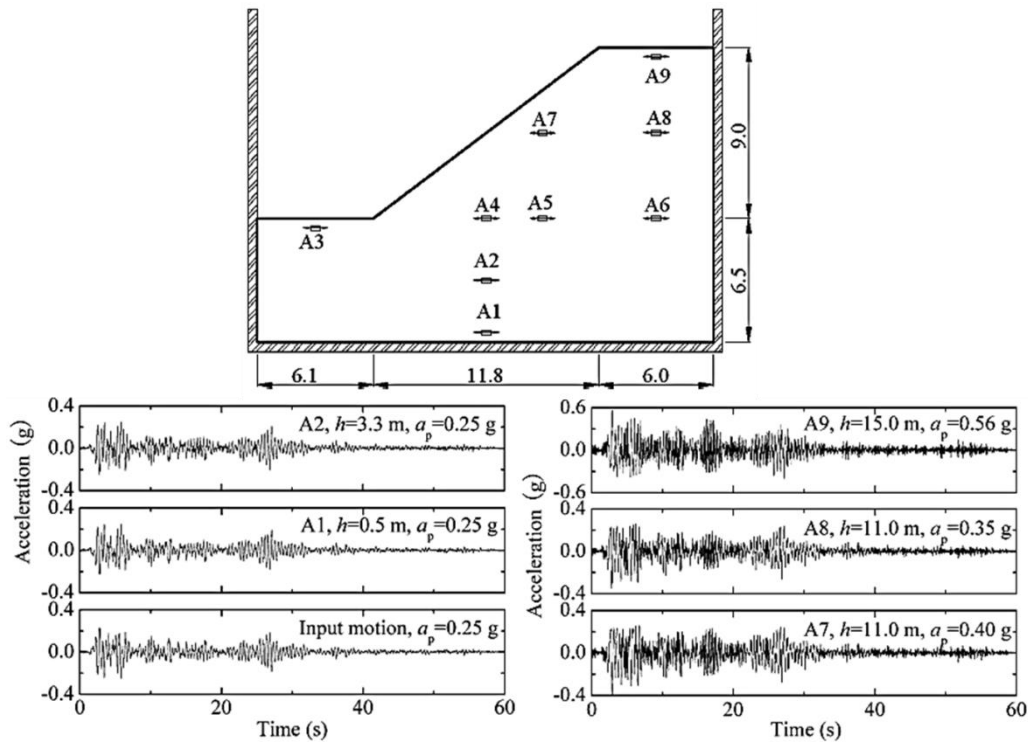 A9
A7
A8
9.0
A4
A5
A6
A3
A2
6.5
A1
6.1
11.8
6.0
0.4
A2, h=3.3 m, aₚ=0.25 g
0.0
-0.4
0.4
A1, h=0.5 m, aₚ=0.25 g
0.0
-0.4
0.4
Input motion, aₚ=0.25 g
0.0
-0.4
0
20
40
60
Time (s)
Acceleration (g)
0.6
A9, h=15.0 m, aₚ=0.56 g
0.0
-0.6
0.4
A8, h=11.0 m, aₚ=0.35 g
0.0
-0.4
0.4
A7, h=11.0 m, aₚ=0.40 g
0.0
-0.4
0
20
40
60
Time (s)
Acceleration (g)